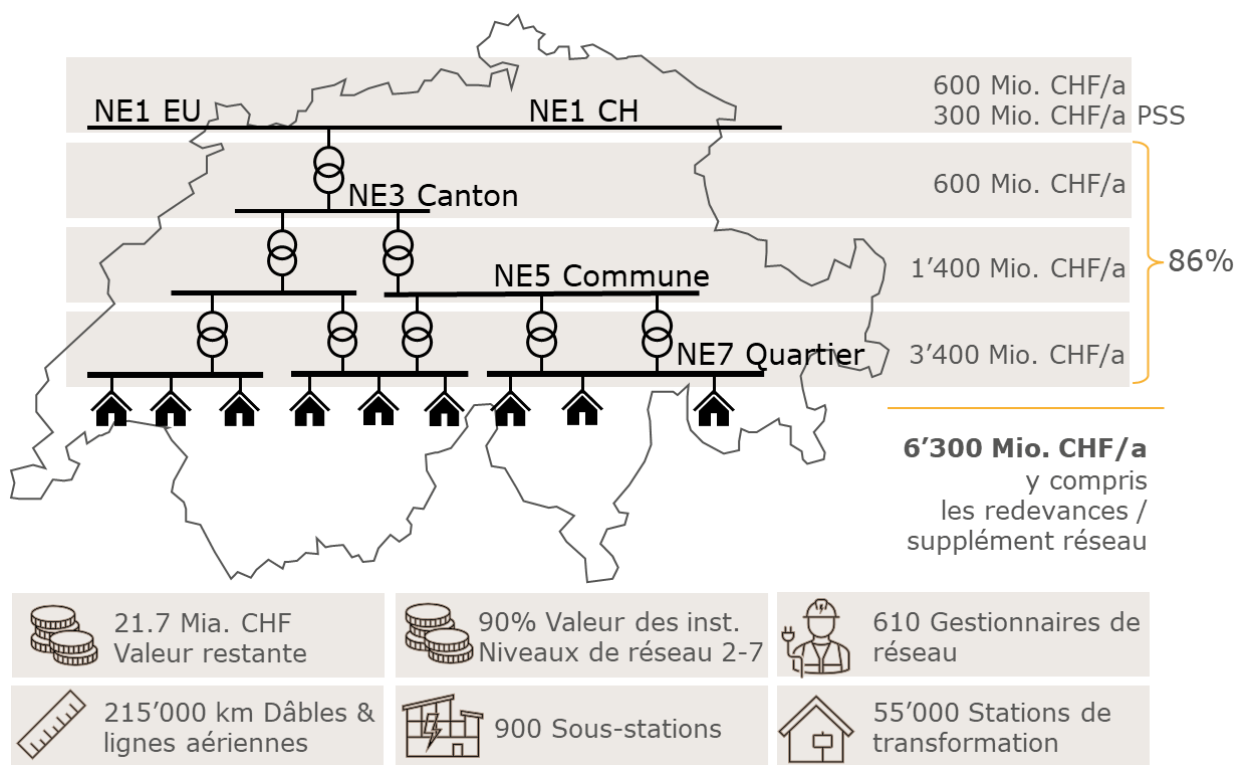 600 Mio. CHF/a
NE1 EU
NE1 CH
300 Mio. CHF/a PSS
NE3 Canton
600 Mio. CHF/a
86%
NE5 Commune
1’400 Mio. CHF/a
NE7 Quartier
3’400 Mio. CHF/a
6’300 Mio. CHF/a
y compris
les redevances /
supplément réseau
21.7 Mia. CHF
Valeur restante
90% Valeur des inst.
Niveaux de réseau 2-7
610 Gestionnaires de
réseau
215’000 km Dâbles &
lignes aériennes
900 Sous-stations
55’000 Stations de
transformation